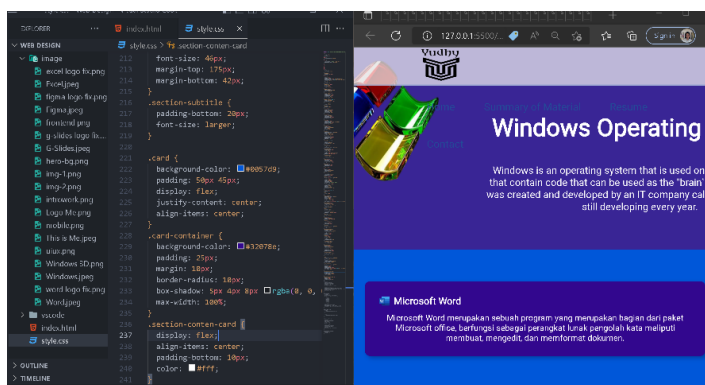 EXPLORER
WEB DESIGN
image
excel logo fix.png
Excel.jpeg
figma logo fix.png
Figma.jpeg
frontend png
g-slides logo fix...
G-Slides.jpeg
hero-bg.png
img-1.png
img-2.png
introwork.png
Logo Me.png
mobile.png
This is Me.jpeg
uiux.png
Windows SD.png
Windows.jpeg
word logo fix.png
Word.jpeg
vscode
index.html
style.css
OUTLINE
TIMELINE
index.html
style.css
style.css > .section-conten-card
212 font-size: 46px;
213 margin-top: 175px;
214 margin-bottom: 42px;
215 }
216 .section-subtitle {
217 padding-bottom: 20px;
218 font-size: larger;
219 }
220
221 .card {
222 background-color: #0057d9;
223 padding: 50px 45px;
224 display: flex;
225 justify-content: center;
226 align-items: center;
227 }
228 .card-container {
229 background-color: #32078e;
230 padding: 25px;
231 margin: 10px;
232 border-radius: 10px;
233 box-shadow: 5px 4px 8px rgba(0, 0,
234 max-width: 100%;
235 }
236 .section-conten-card {
237 display: flex;
238 align-items: center;
239 padding-bottom: 10px;
240 color: #fff;
241 }
127.0.0.1:5500/...
Sign in
Yudhy
Home Summary of Material Resume
Contact
Windows Operating
Windows is an operating system that is used on
that contain code that can be used as the "brain"
was created and developed by an IT company cal
still developing every year.
Microsoft Word
Microsoft Word merupakan sebuah program yang merupakan bagian dari paket
Microsoft office, berfungsi sebagai perangkat lunak pengolah kata meliputi
membuat, mengedit, dan memformat dokumen.